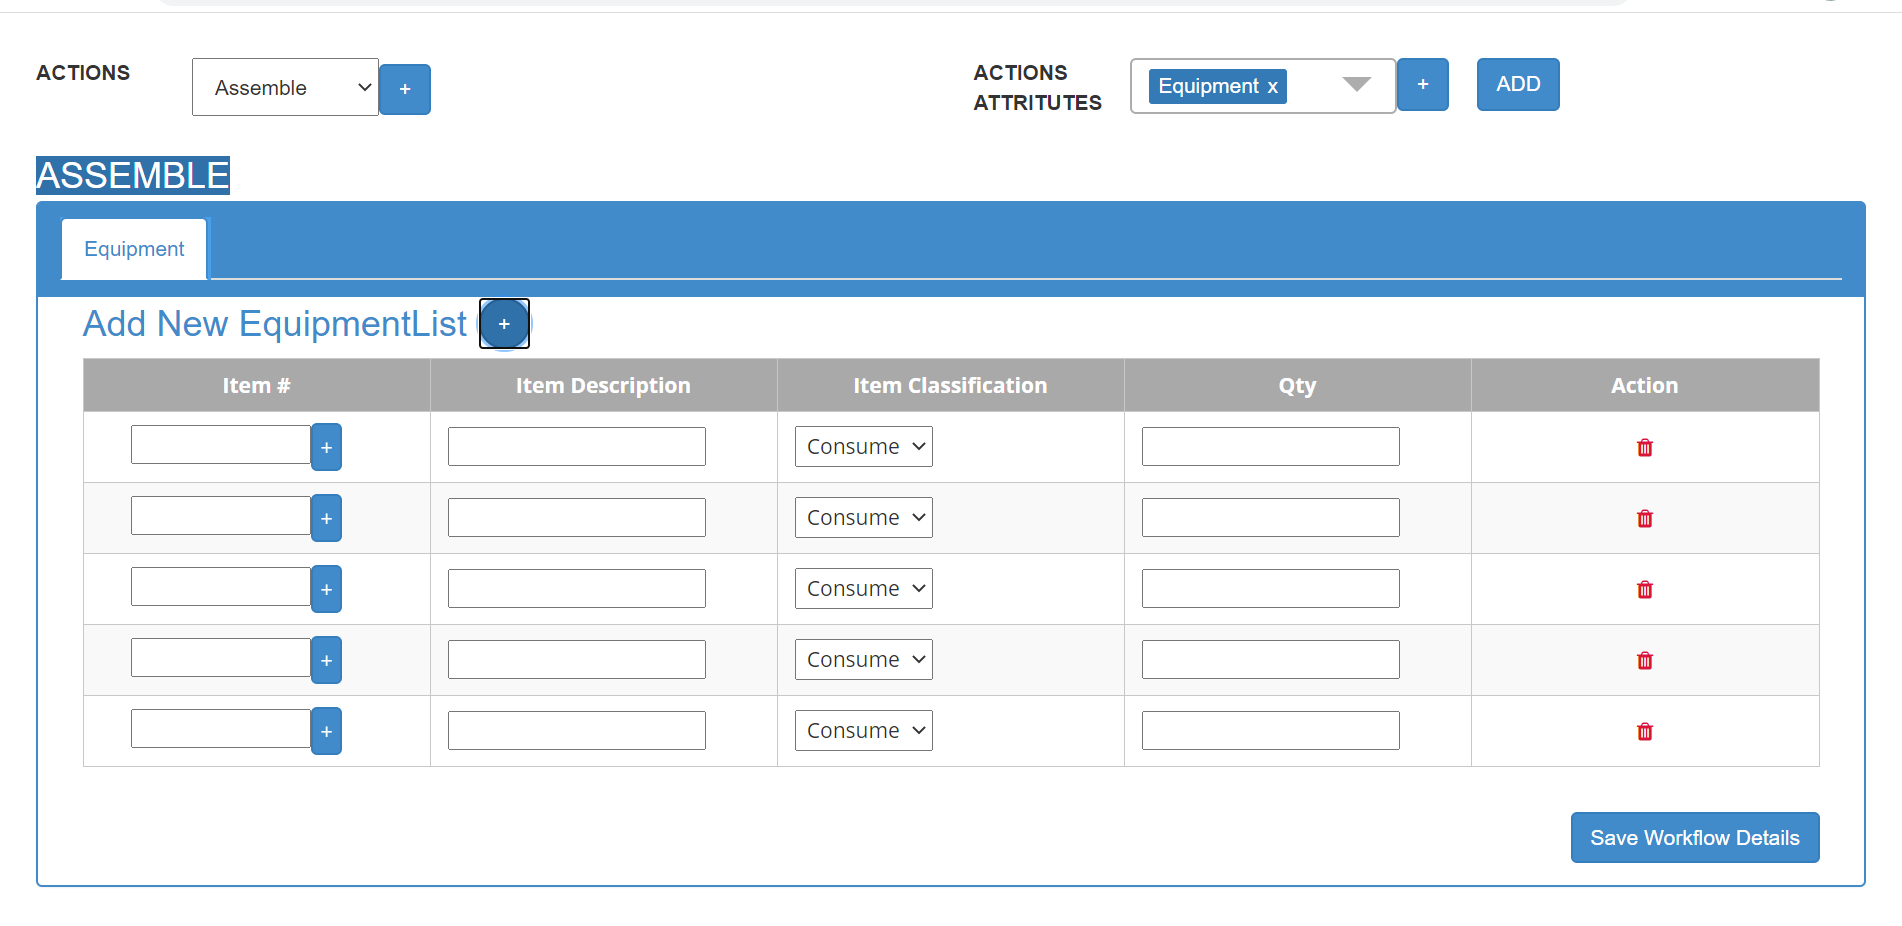 ACTIONS
Assemble
+
ACTIONS
ATTRITUTES
Equipment x
+
ADD
ASSEMBLE
Equipment
Add New EquipmentList +
Item # Item Description Item Classification Qty Action
+ Consume
+ Consume
+ Consume
+ Consume
+ Consume
Save Workflow Details